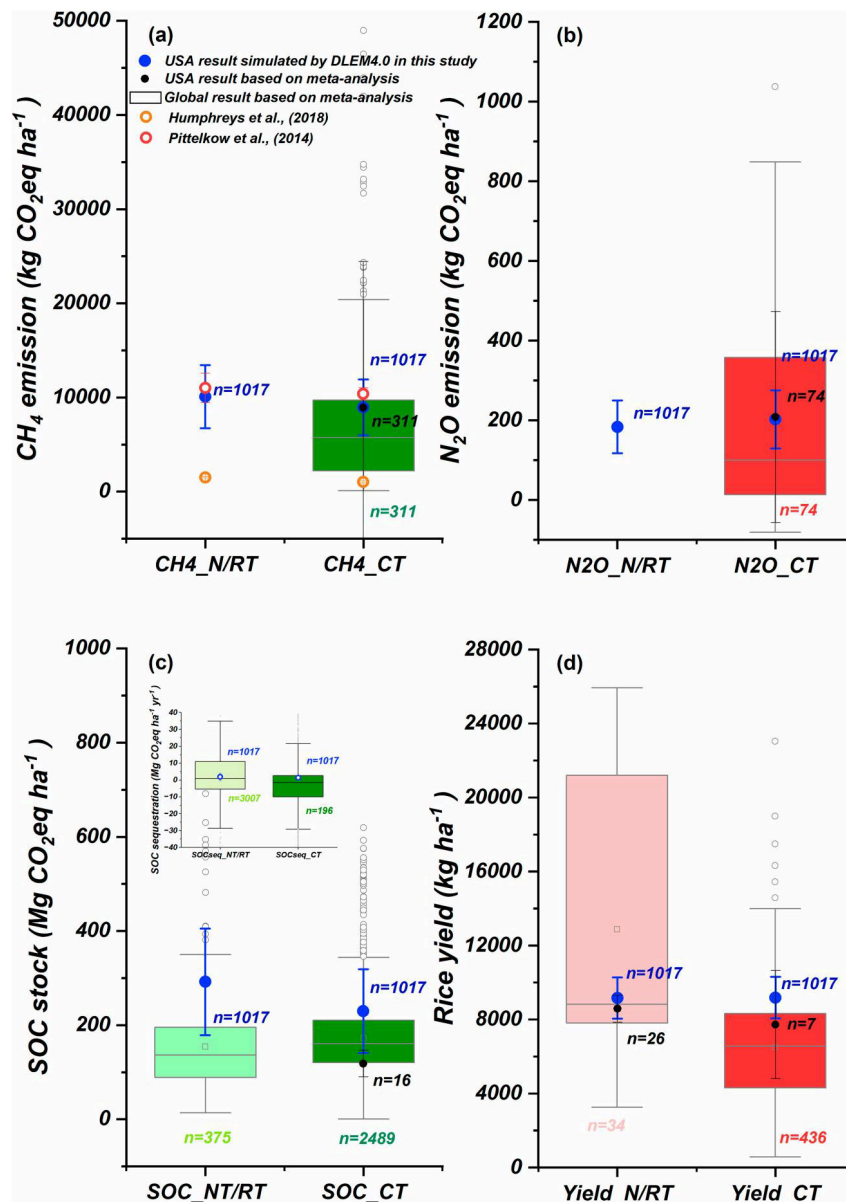 (a)
USA result simulated by DLEM4.0 in this study
USA result based on meta-analysis
Global result based on meta-analysis
Humphreys et al., (2018)
Pittelkow et al., (2014)
CH₄ emission (kg CO₂eq ha⁻¹)
50000
40000
30000
20000
10000
0
n=1017
n=1017
n=311
n=311
CH4_N/RT
CH4_CT
(b)
N₂O emission (kg CO₂eq ha⁻¹)
1200
1000
800
600
400
200
0
n=1017
n=1017
n=74
n=74
N2O_N/RT
N2O_CT
(c)
SOC stock (Mg CO₂eq ha⁻¹)
1000
800
600
400
200
0
SOC sequestration (Mg CO₂eq ha⁻¹ yr⁻¹)
40
30
20
10
0
−10
−20
−30
−40
n=1017
n=1017
n=3007
n=196
SOCseq_NT/RT
SOCseq_CT
n=1017
n=1017
n=16
n=375
n=2489
SOC_NT/RT
SOC_CT
(d)
Rice yield (kg ha⁻¹)
28000
24000
20000
16000
12000
8000
4000
0
n=1017
n=1017
n=26
n=7
n=34
n=436
Yield_N/RT
Yield_CT